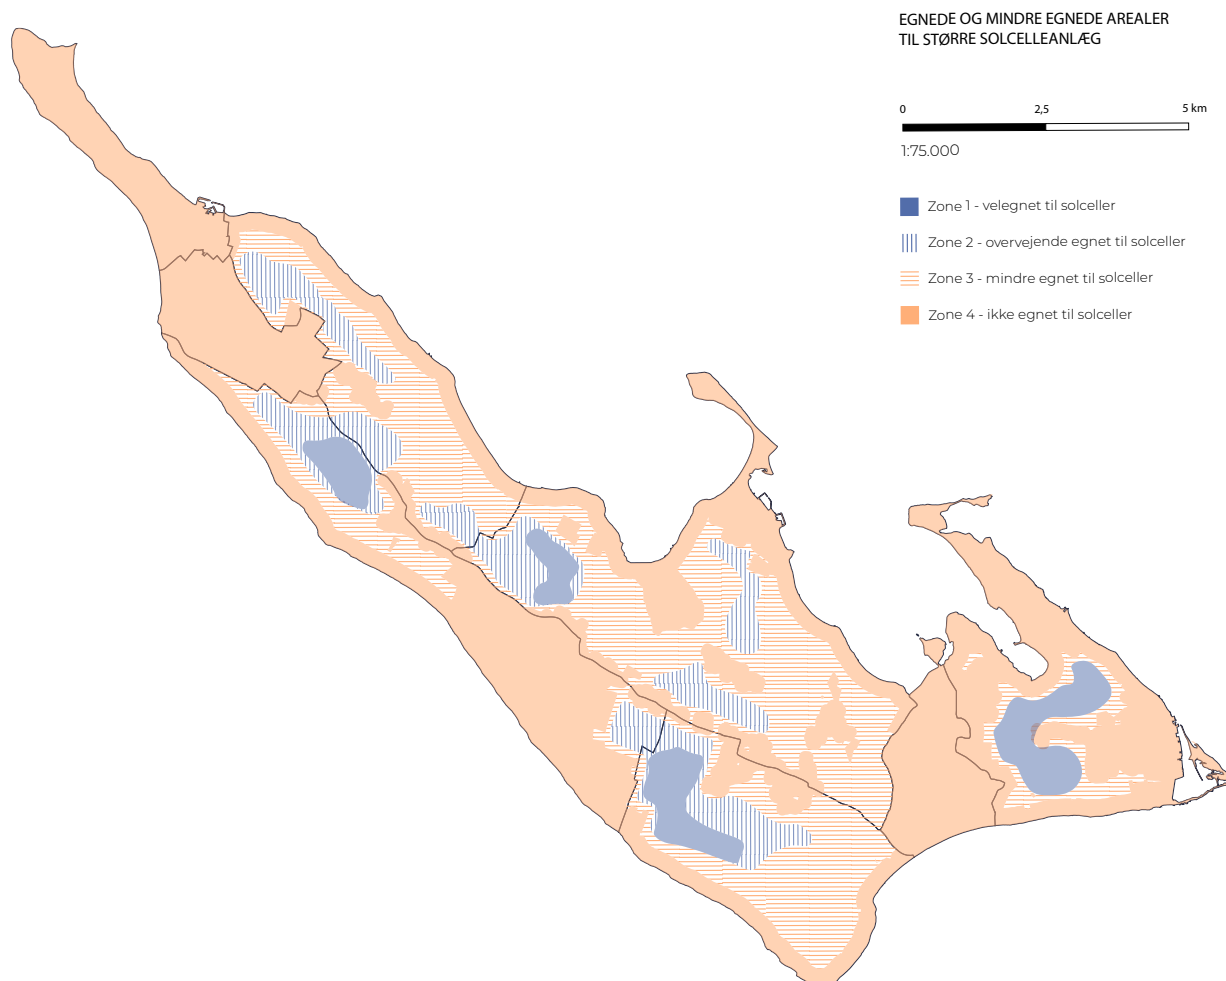 EGNEDE OG MINDRE EGNEDE AREALER
TIL STØRRE SOLCELLEANLÆG
0 2,5 5 km
1:75.000
Zone 1 - velegnet til solceller
Zone 2 - overvejende egnet til solceller
Zone 3 - mindre egnet til solceller
Zone 4 - ikke egnet til solceller